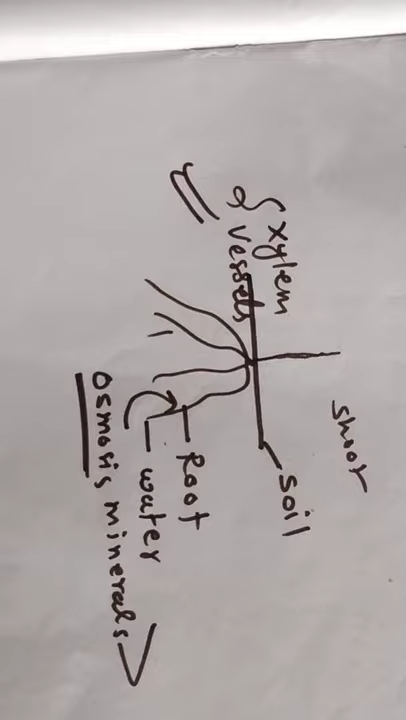 shoot
{ xylem
& vessels
soil
Root
water
Osmosis minerals